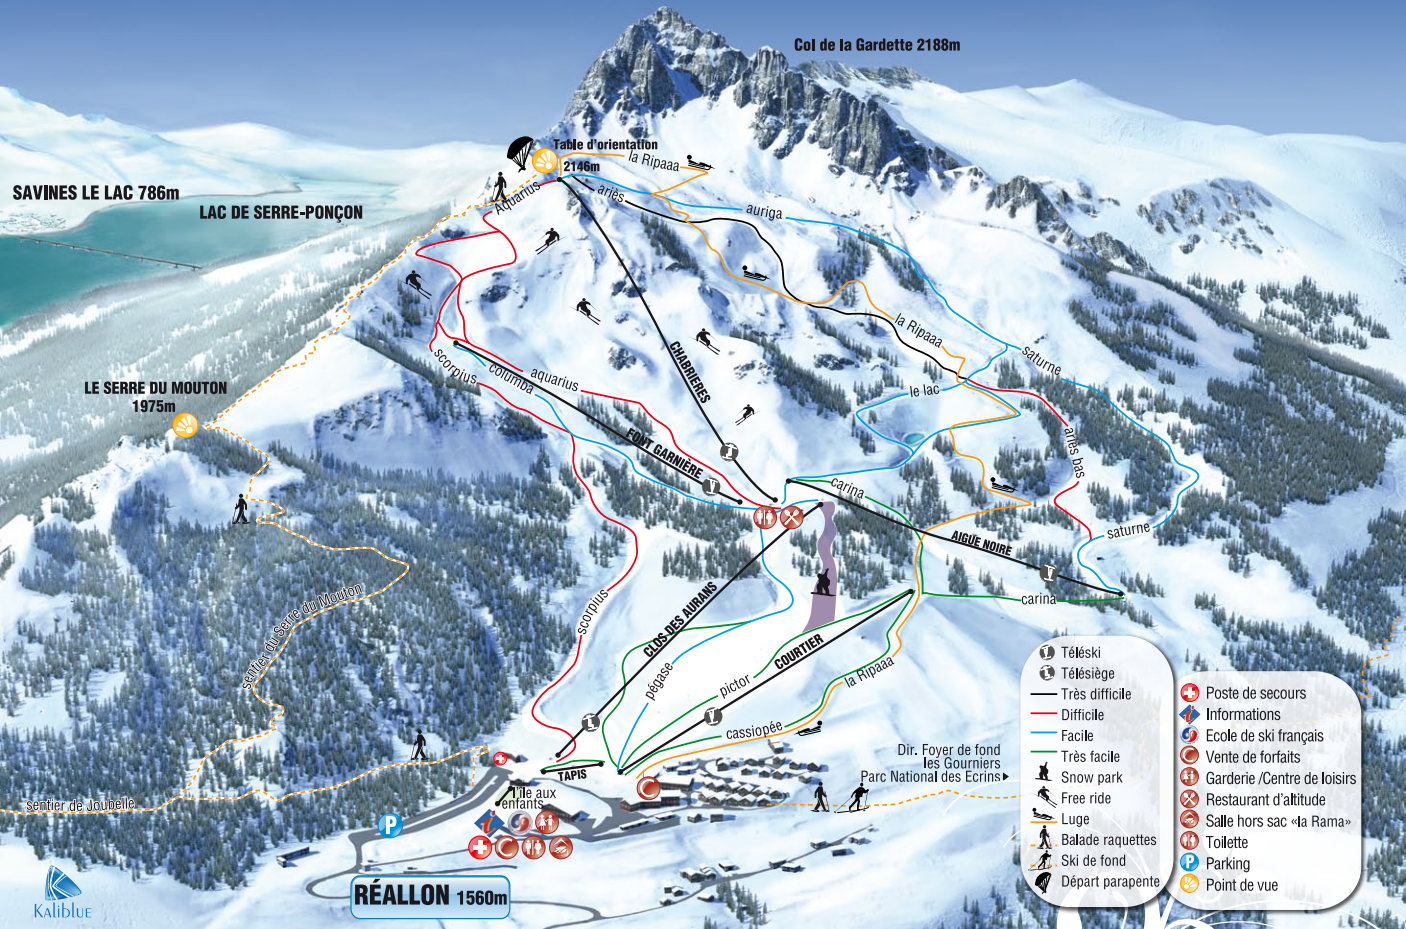 Col de la Gardette 2188m
Table d'orientation
2146m
la Ripaaa
SAVINES LE LAC 786m
LAC DE SERRE-PONÇON
Aquarius
ariès
auriga
la Ripaaa
saturne
scorpius
columba
aquarius
CHABRIERES
le lac
LE SERRE DU MOUTON
1975m
FONT GARNIÈRE
ariès bas
carina
saturne
AIGUE NOIRE
carina
sentier du Serre du Mouton
scorpius
CLOS DES AURANS
COURTIER
pégase
pictor
la Ripaaa
cassiopée
Dir. Foyer de fond
les Gourniers
Parc National des Ecrins
TAPIS
l'île aux
enfants
sentier de Joubelle
P
RÉALLON 1560m
KALIBLUE
Téléski
Télésiège
Très difficile
Difficile
Facile
Très facile
Snow park
Free ride
Luge
Balade raquettes
Ski de fond
Départ parapente
Poste de secours
Informations
Ecole de ski français
Vente de forfaits
Garderie /Centre de loisirs
Restaurant d'altitude
Salle hors sac «la Rama»
Toilette
P Parking
Point de vue